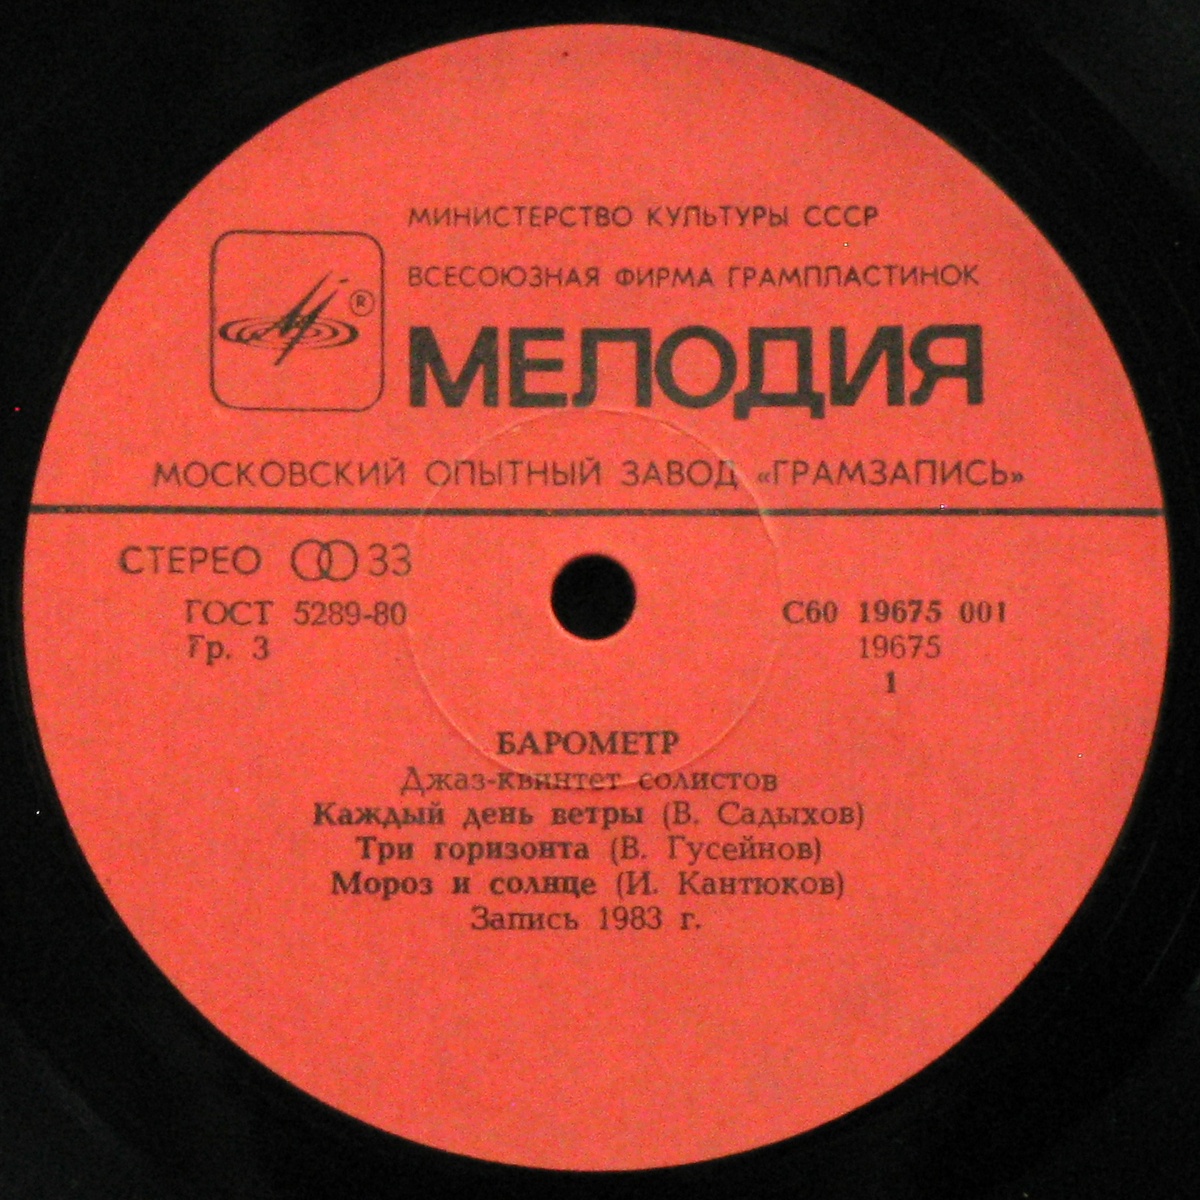 МИНИСТЕРСТВО КУЛЬТУРЫ СССР
ВСЕСОЮЗНАЯ ФИРМА ГРАМПЛАСТИНОК
®
МЕЛОДИЯ
МОСКОВСКИЙ ОПЫТНЫЙ ЗАВОД «ГРАМЗАПИСЬ»
СТЕРЕО 33
ГОСТ 5289-80
Гр. 3
С60 19675 001
19675
1
БАРОМЕТР
Джаз-квинтет солистов
Каждый день ветры (В. Садыхов)
Три горизонта (В. Гусейнов)
Мороз и солнце (И. Кантюков)
Запись 1983 г.